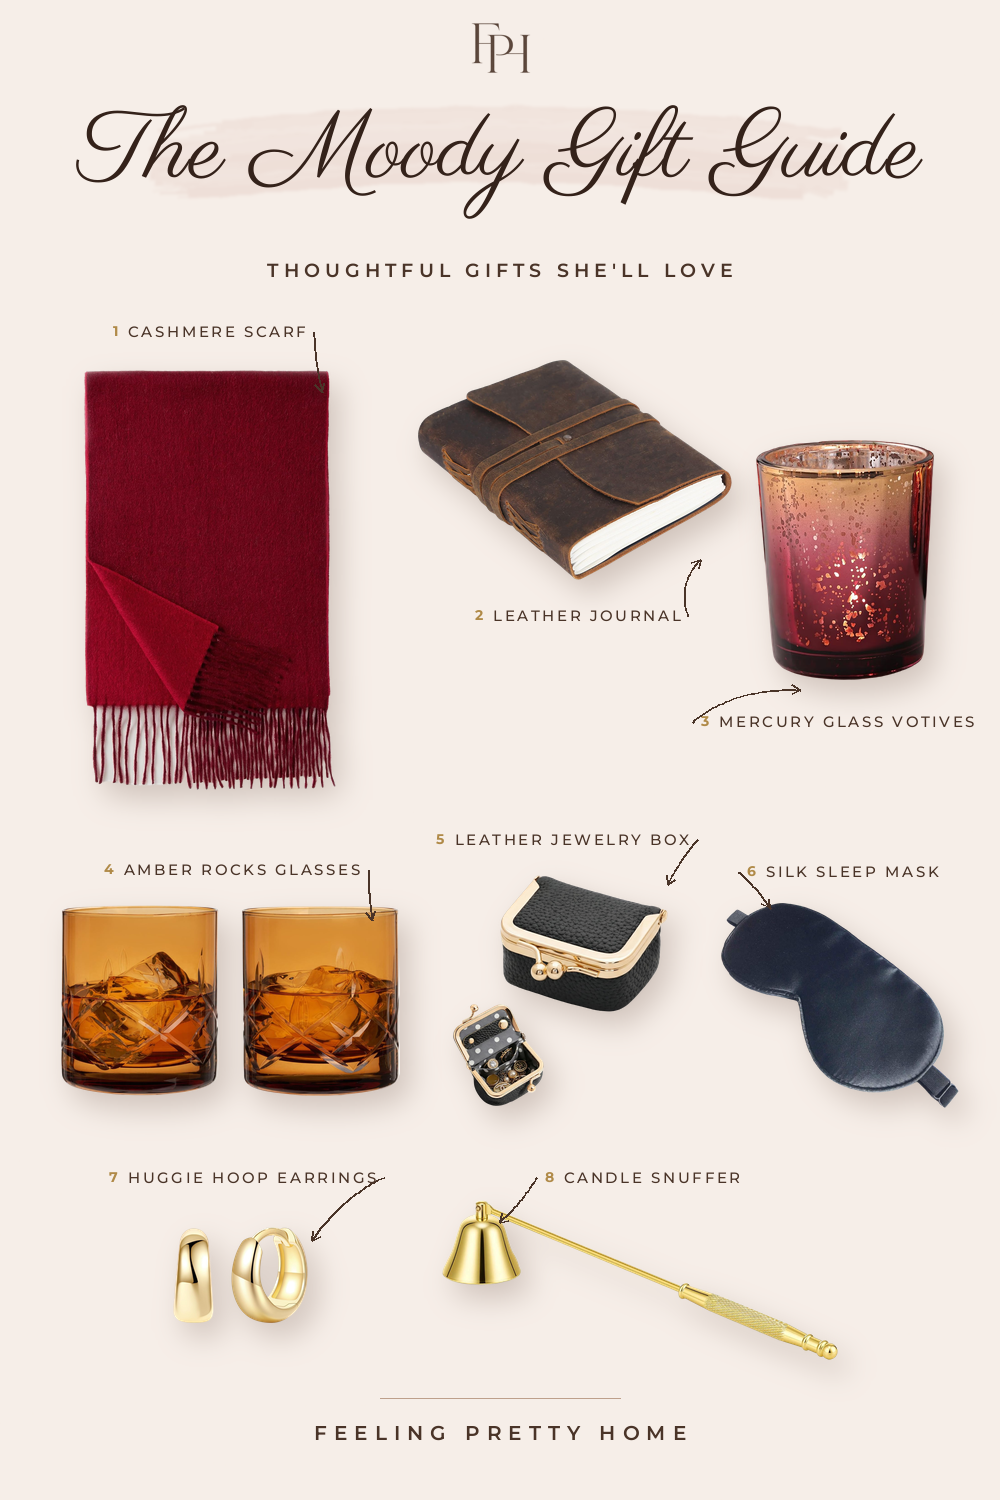 FPH
The Moody Gift Guide
THOUGHTFUL GIFTS SHE'LL LOVE
1 CASHMERE SCARF
2 LEATHER JOURNAL
3 MERCURY GLASS VOTIVES
4 AMBER ROCKS GLASSES
5 LEATHER JEWELRY BOX
6 SILK SLEEP MASK
7 HUGGIE HOOP EARRINGS
8 CANDLE SNUFFER
FEELING PRETTY HOME